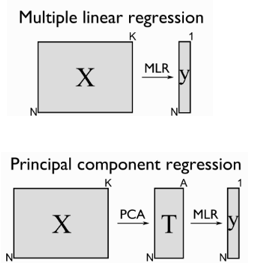 Multiple linear regression
K 1
X MLR y
N N
Principal component regression
K A 1
X PCA T MLR y
N N N